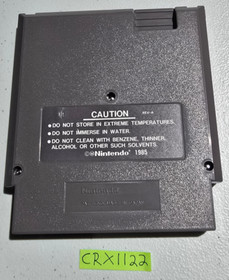 CAUTION
REV-A
• DO NOT STORE IN EXTREME TEMPERATURES.
• DO NOT IMMERSE IN WATER.
• DO NOT CLEAN WITH BENZENE, THINNER,
ALCOHOL OR OTHER SUCH SOLVENTS.
©®Nintendo® 1985
CRX1122